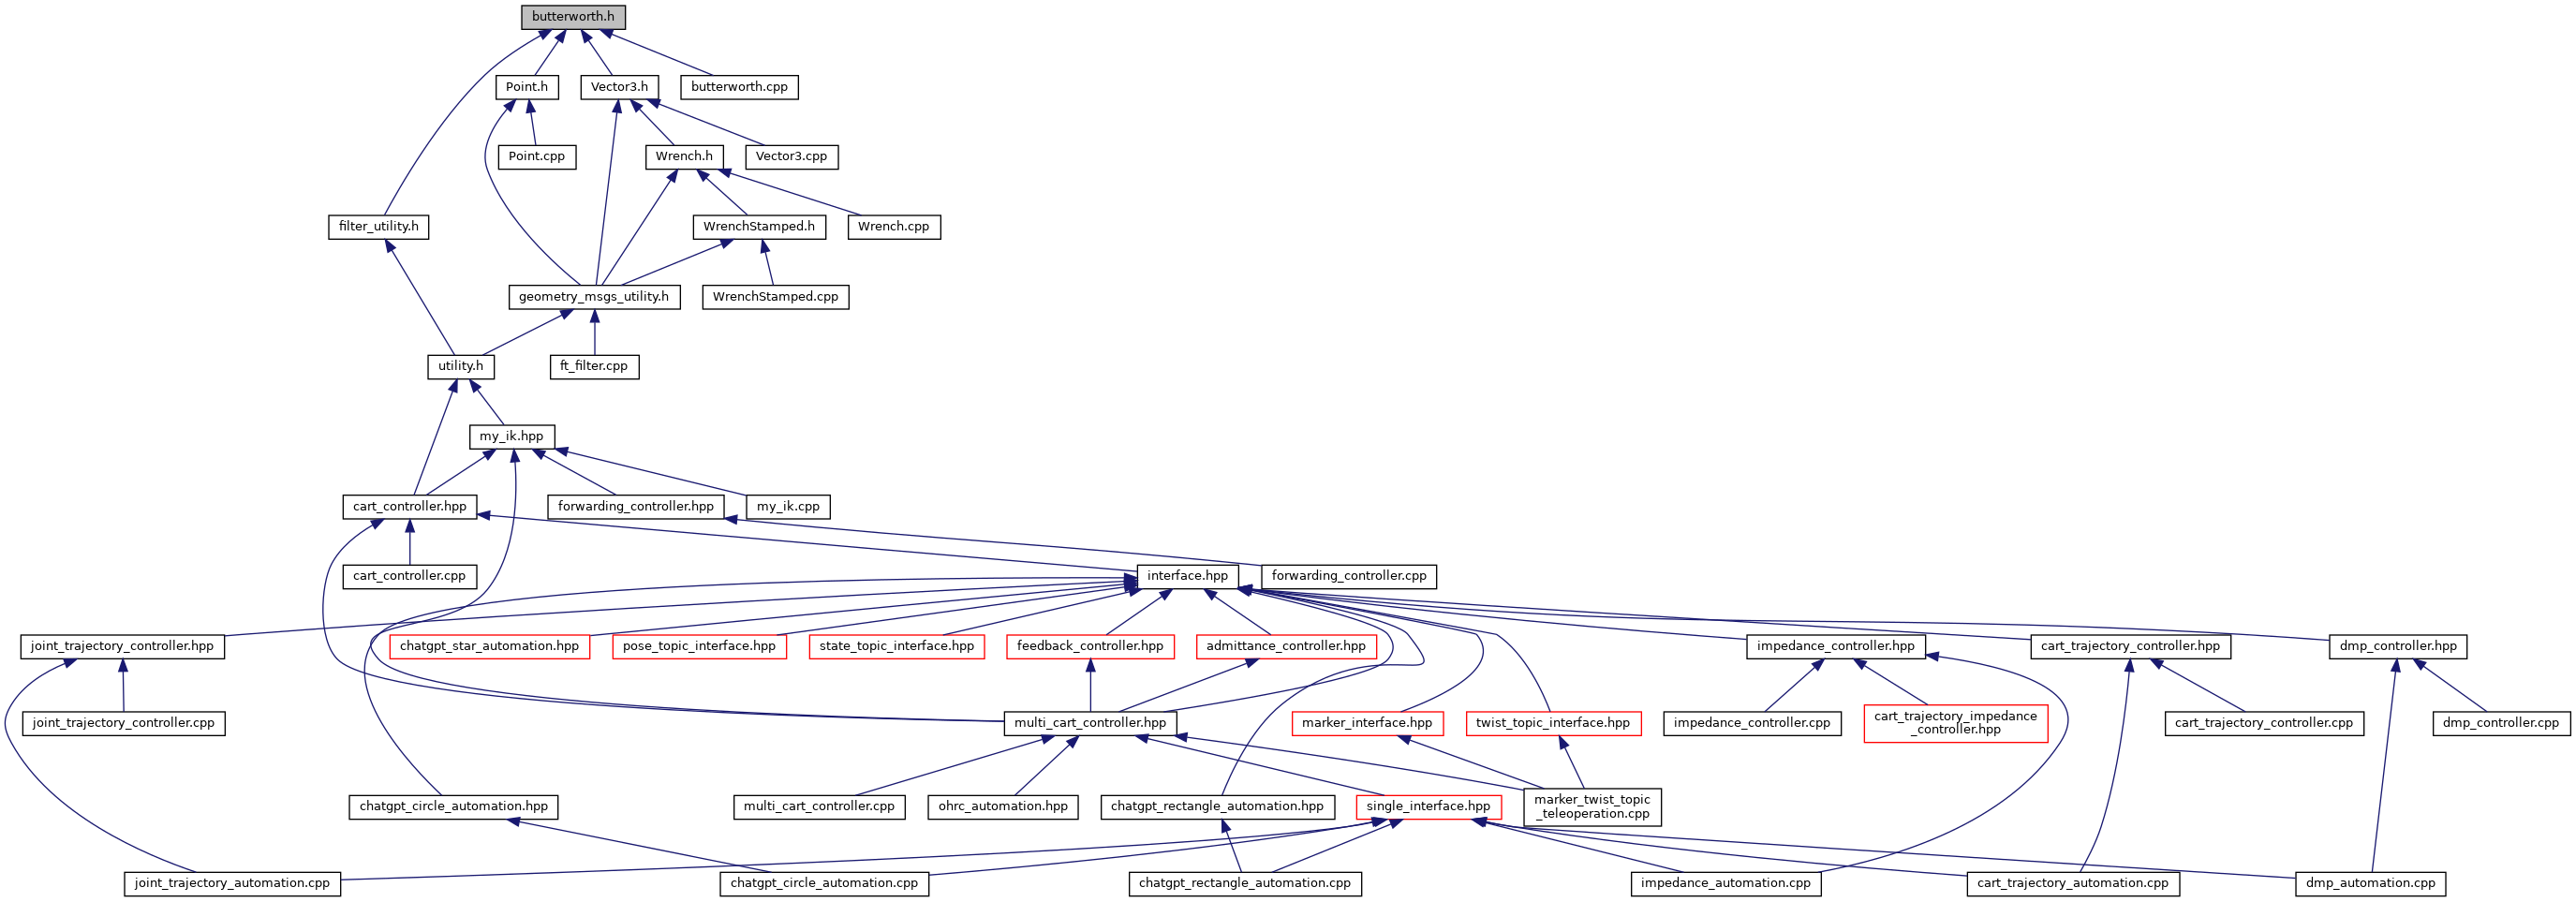 butterworth.h
Point.h
Vector3.h
butterworth.cpp
Point.cpp
Wrench.h
Vector3.cpp
filter_utility.h
WrenchStamped.h
Wrench.cpp
geometry_msgs_utility.h
WrenchStamped.cpp
utility.h
ft_filter.cpp
my_ik.hpp
cart_controller.hpp
forwarding_controller.hpp
my_ik.cpp
cart_controller.cpp
interface.hpp
forwarding_controller.cpp
joint_trajectory_controller.hpp
chatgpt_star_automation.hpp
pose_topic_interface.hpp
state_topic_interface.hpp
feedback_controller.hpp
admittance_controller.hpp
impedance_controller.hpp
cart_trajectory_controller.hpp
dmp_controller.hpp
joint_trajectory_controller.cpp
multi_cart_controller.hpp
marker_interface.hpp
twist_topic_interface.hpp
impedance_controller.cpp
cart_trajectory_impedance
_controller.hpp
cart_trajectory_controller.cpp
dmp_controller.cpp
chatgpt_circle_automation.hpp
multi_cart_controller.cpp
ohrc_automation.hpp
chatgpt_rectangle_automation.hpp
single_interface.hpp
marker_twist_topic
_teleoperation.cpp
joint_trajectory_automation.cpp
chatgpt_circle_automation.cpp
chatgpt_rectangle_automation.cpp
impedance_automation.cpp
cart_trajectory_automation.cpp
dmp_automation.cpp